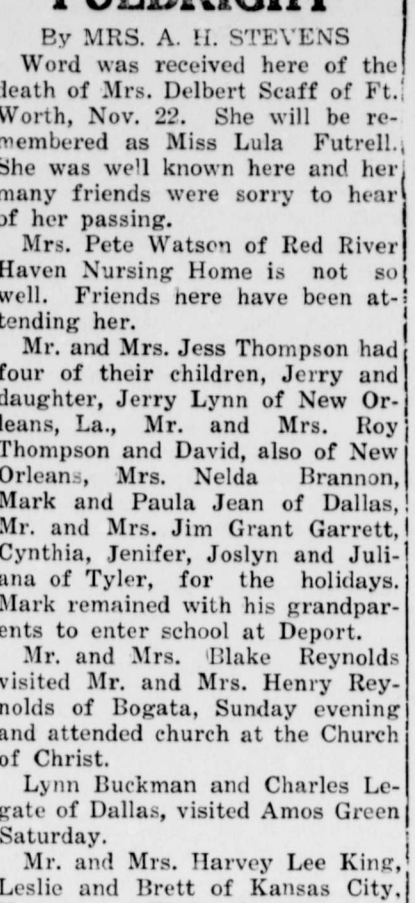 FULBRIGHT
By MRS. A. H. STEVENS
Word was received here of the
death of Mrs. Delbert Scaff of Ft.
Worth, Nov. 22. She will be re-
membered as Miss Lula Futrell.
She was well known here and her
many friends were sorry to hear
of her passing.
Mrs. Pete Watson of Red River
Haven Nursing Home is not so
well. Friends here have been at-
tending her.
Mr. and Mrs. Jess Thompson had
four of their children, Jerry and
daughter, Jerry Lynn of New Or-
leans, La., Mr. and Mrs. Roy
Thompson and David, also of New
Orleans, Mrs. Nelda Brannon,
Mark and Paula Jean of Dallas,
Mr. and Mrs. Jim Grant Garrett,
Cynthia, Jenifer, Joslyn and Juli-
ana of Tyler, for the holidays.
Mark remained with his grandpar-
ents to enter school at Deport.
Mr. and Mrs. Blake Reynolds
visited Mr. and Mrs. Henry Rey-
nolds of Bogata, Sunday evening
and attended church at the Church
of Christ.
Lynn Buckman and Charles Le-
gate of Dallas, visited Amos Green
Saturday.
Mr. and Mrs. Harvey Lee King,
Leslie and Brett of Kansas City,